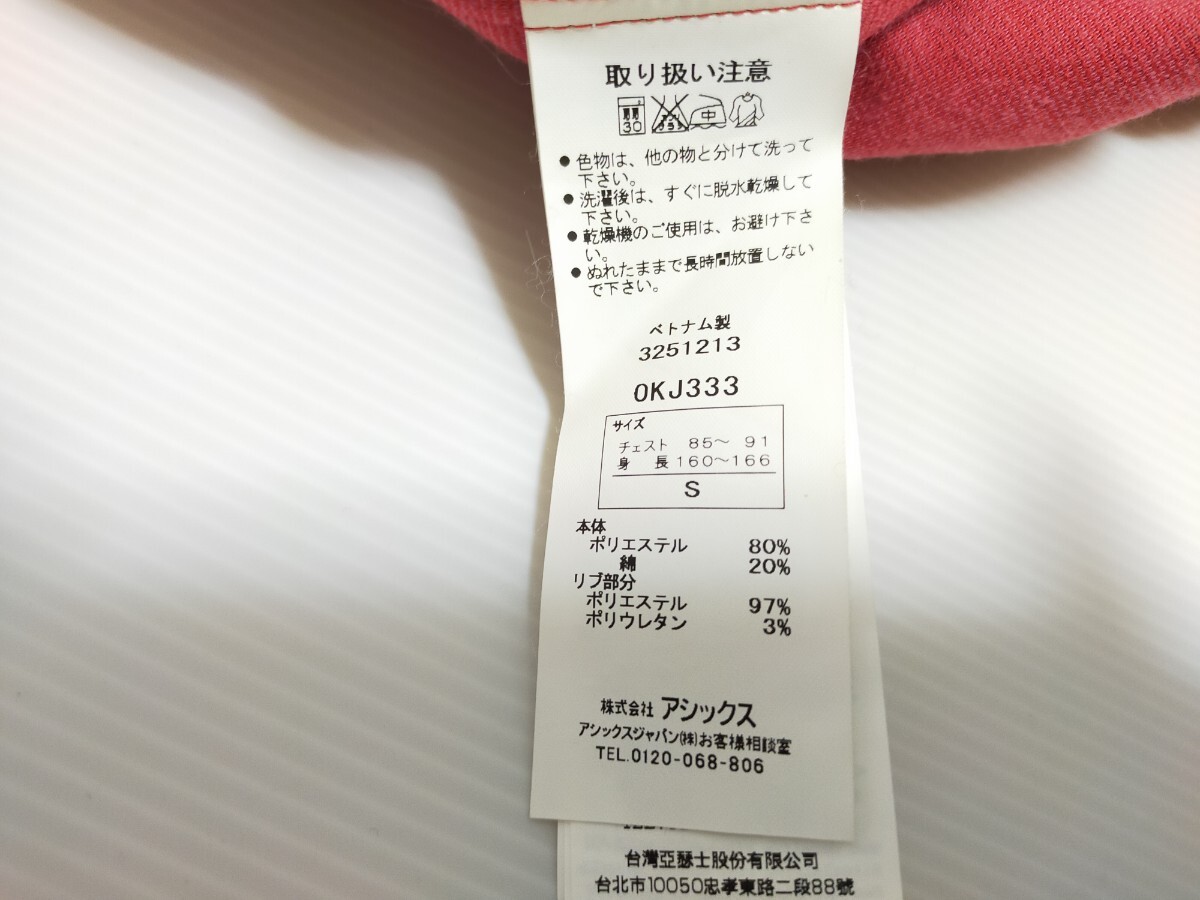 取り扱い注意
30
中
● 色物は、他の物と分けて洗って
下さい。
● 洗濯後は、すぐに脱水乾燥して
下さい。
● 乾燥機のご使用は、お避け下さ
い。
● ぬれたままで長時間放置しない
で下さい。
ベトナム製
3251213
0KJ333
サイズ
チェスト 85～ 91
身 長 160～166
S
本体
ポリエステル 80%
綿 20%
リブ部分
ポリエステル 97%
ポリウレタン 3%
株式会社 アシックス
アシックスジャパン(株)お客様相談室
TEL.0120-068-806
台灣亞瑟士股份有限公司
台北市10050忠孝東路二段88號